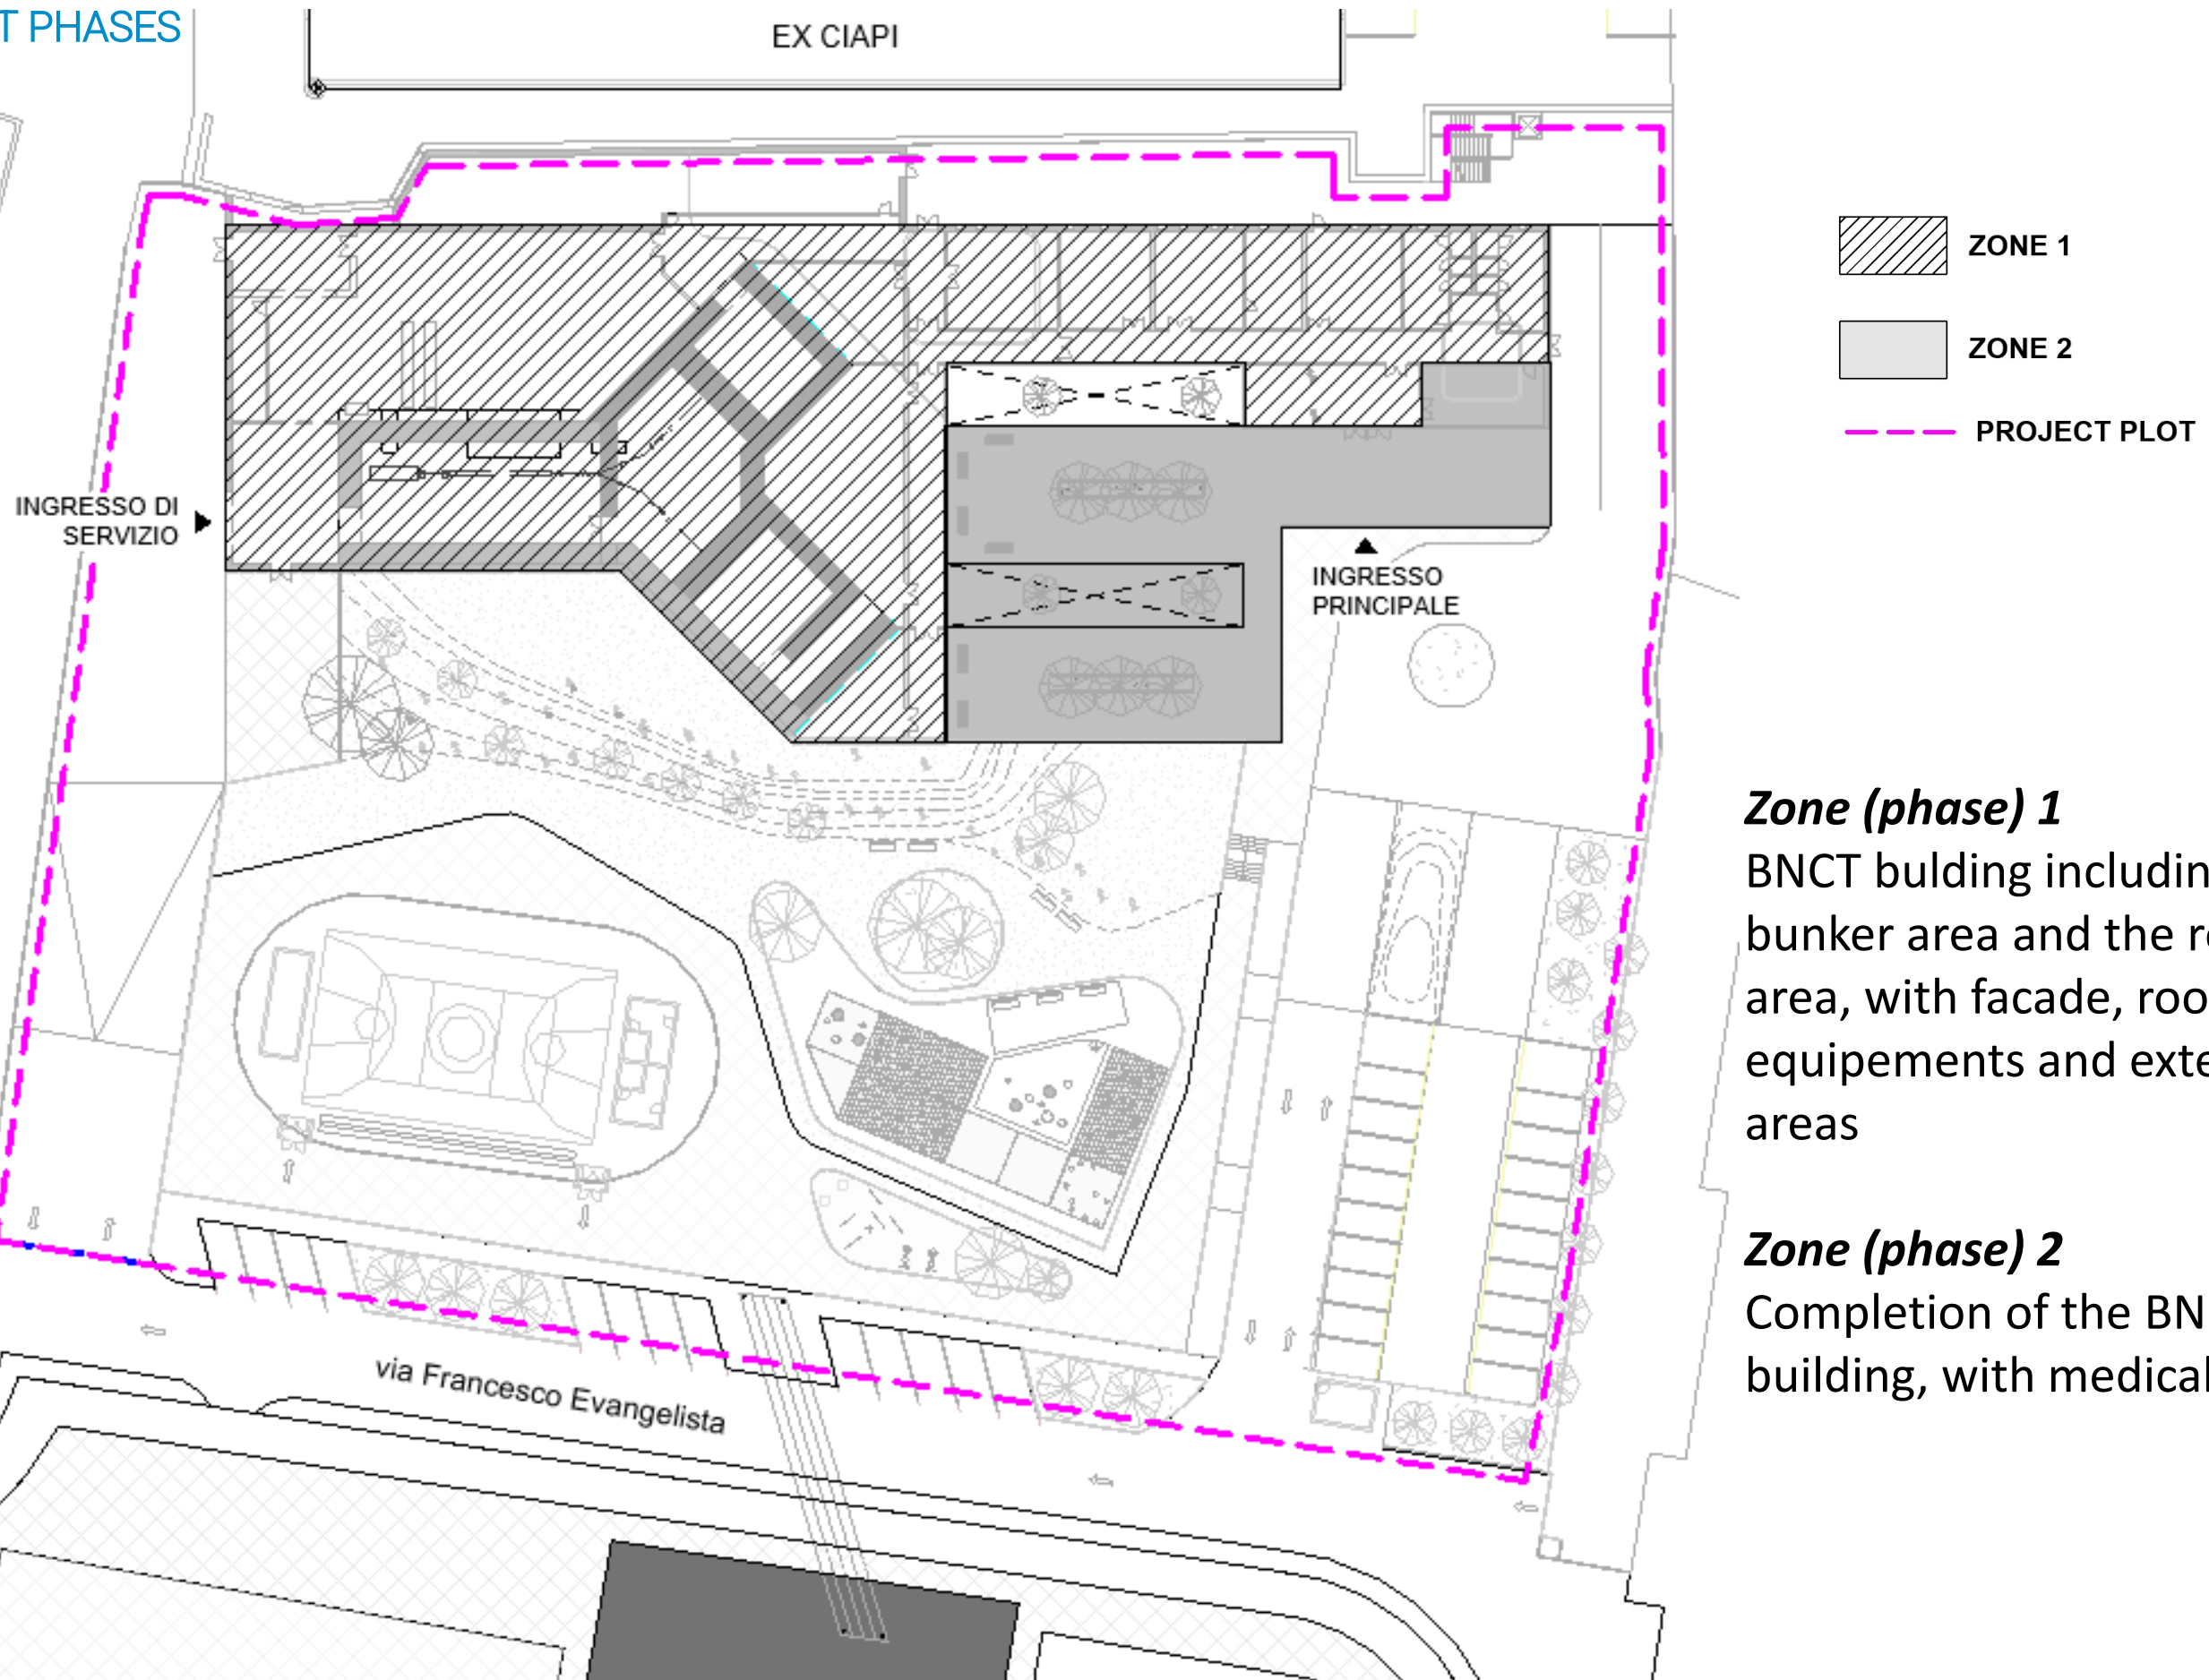 T PHASES
EX CIAPI
ZONE 1
ZONE 2
PROJECT PLOT
INGRESSO DI
SERVIZIO
INGRESSO
PRINCIPALE
Zone (phase) 1
BNCT bulding includin
bunker area and the r
area, with facade, roo
equipements and exte
areas
Zone (phase) 2
Completion of the BN
building, with medical
via Francesco Evangelista